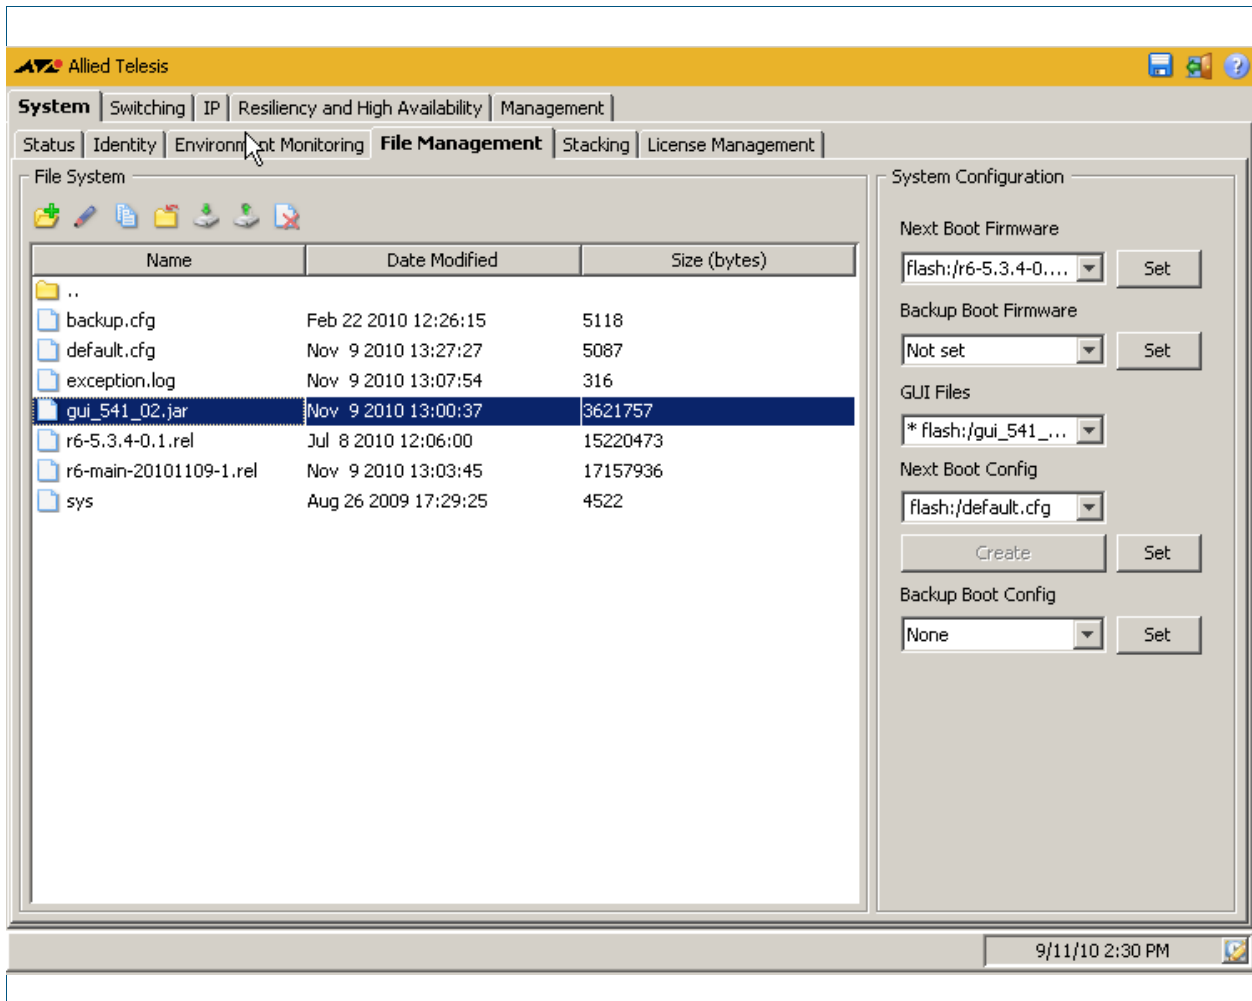 Allied Telesis
System Switching IP Resiliency and High Availability Management
Status Identity Environment Monitoring File Management Stacking License Management
File System
Name Date Modified Size (bytes)
..
backup.cfg Feb 22 2010 12:26:15 5118
default.cfg Nov 9 2010 13:27:27 5087
exception.log Nov 9 2010 13:07:54 316
gui_541_02.jar Nov 9 2010 13:00:37 3621757
r6-5.3.4-0.1.rel Jul 8 2010 12:06:00 15220473
r6-main-20101109-1.rel Nov 9 2010 13:03:45 17157936
sys Aug 26 2009 17:29:25 4522
System Configuration
Next Boot Firmware
flash:/r6-5.3.4-0.... Set
Backup Boot Firmware
Not set Set
GUI Files
* flash:/gui_541_...
Next Boot Config
flash:/default.cfg
Create Set
Backup Boot Config
None Set
9/11/10 2:30 PM